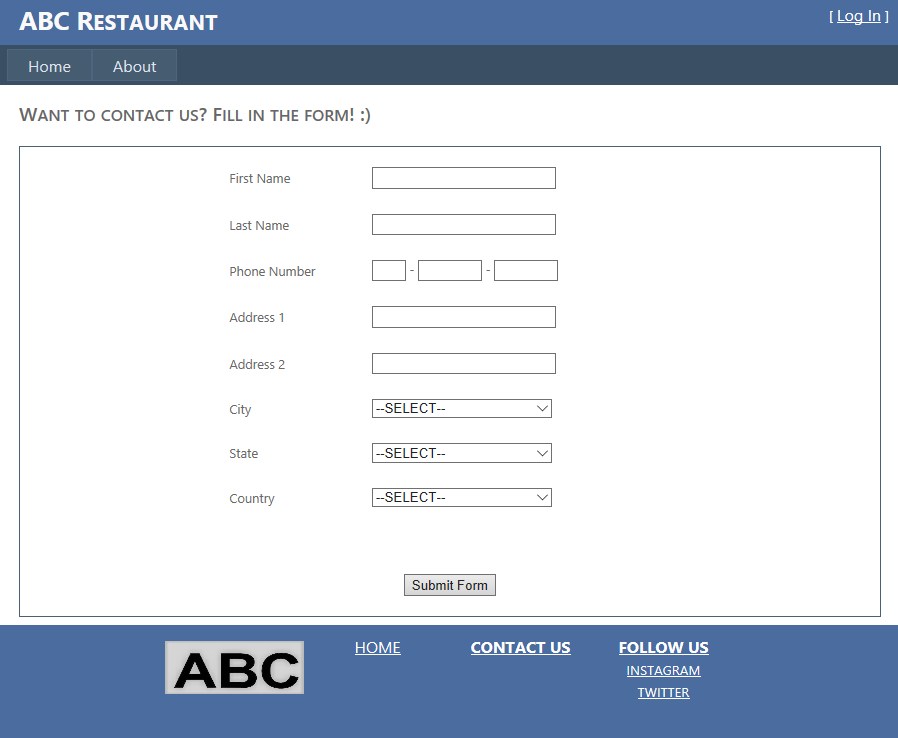 ABC RESTAURANT
[ Log In ]
Home About
WANT TO CONTACT US? FILL IN THE FORM! :)
First Name
Last Name
Phone Number - -
Address 1
Address 2
City --SELECT--
State --SELECT--
Country --SELECT--
Submit Form
ABC HOME CONTACT US FOLLOW US
INSTAGRAM
TWITTER